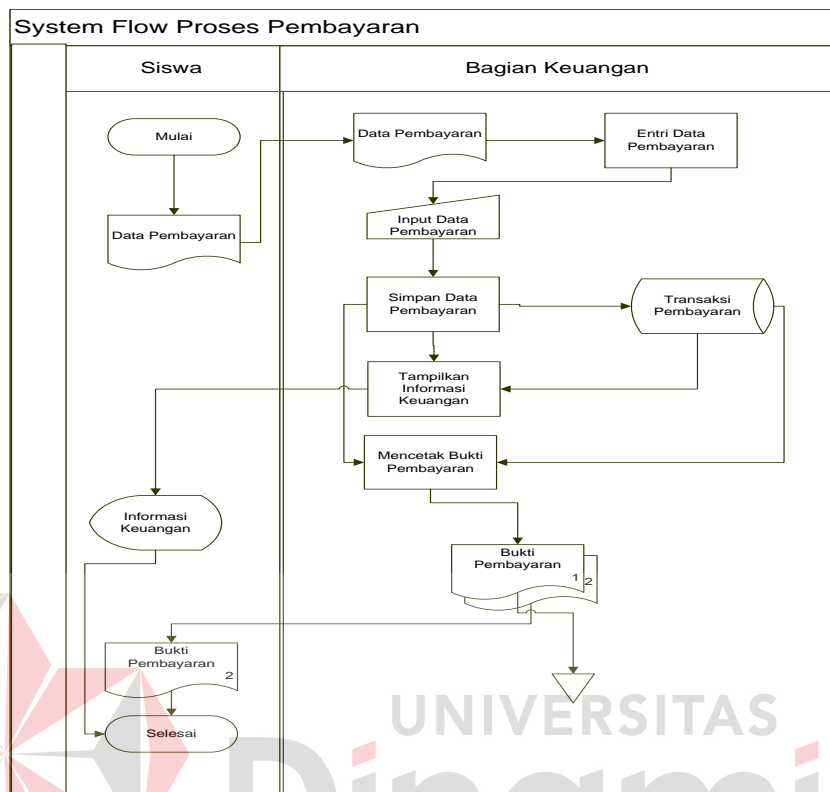 System Flow Proses Pembayaran
Siswa
Bagian Keuangan
Mulai
Data Pembayaran
Data Pembayaran
Entri Data
Pembayaran
Input Data
Pembayaran
Simpan Data
Pembayaran
Transaksi
Pembayaran
Tampilkan
Informasi
Keuangan
Mencetak Bukti
Pembayaran
Informasi
Keuangan
Bukti
Pembayaran
1
2
Bukti
Pembayaran
2
Selesai
UNIVERSITAS